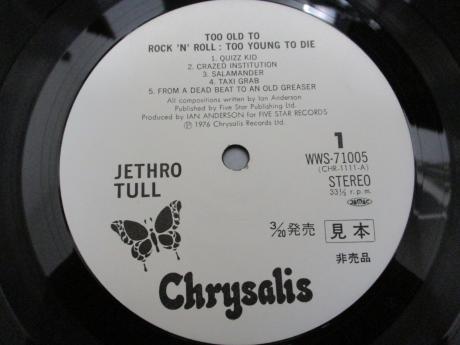 TOO OLD TO
ROCK 'N' ROLL : TOO YOUNG TO DIE
1. QUIZZ KID
2. CRAZED INSTITUTION
3. SALAMANDER
4. TAXI GRAB
5. FROM A DEAD BEAT TO AN OLD GREASER
All compositions written by Ian Anderson
Published by Five Star Publishing Ltd.
Produced by IAN ANDERSON for FIVE STAR RECORDS
Ⓟ 1976 Chrysalis Records Ltd.
1
WWS-71005
(CHR-1111-A)
STEREO
33⅓ r.p.m.
JETHRO
TULL
3/20発売 見本
非売品
Chrysalis